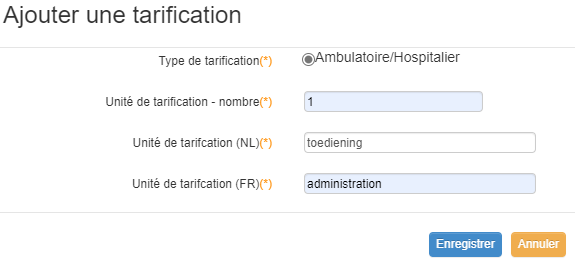 Ajouter une tarification
Type de tarification(*) Ambulatoire/Hospitalier
Unité de tarification - nombre(*) 1
Unité de tarifcation (NL)(*) toediening
Unité de tarifcation (FR)(*) administration
Enregistrer Annuler